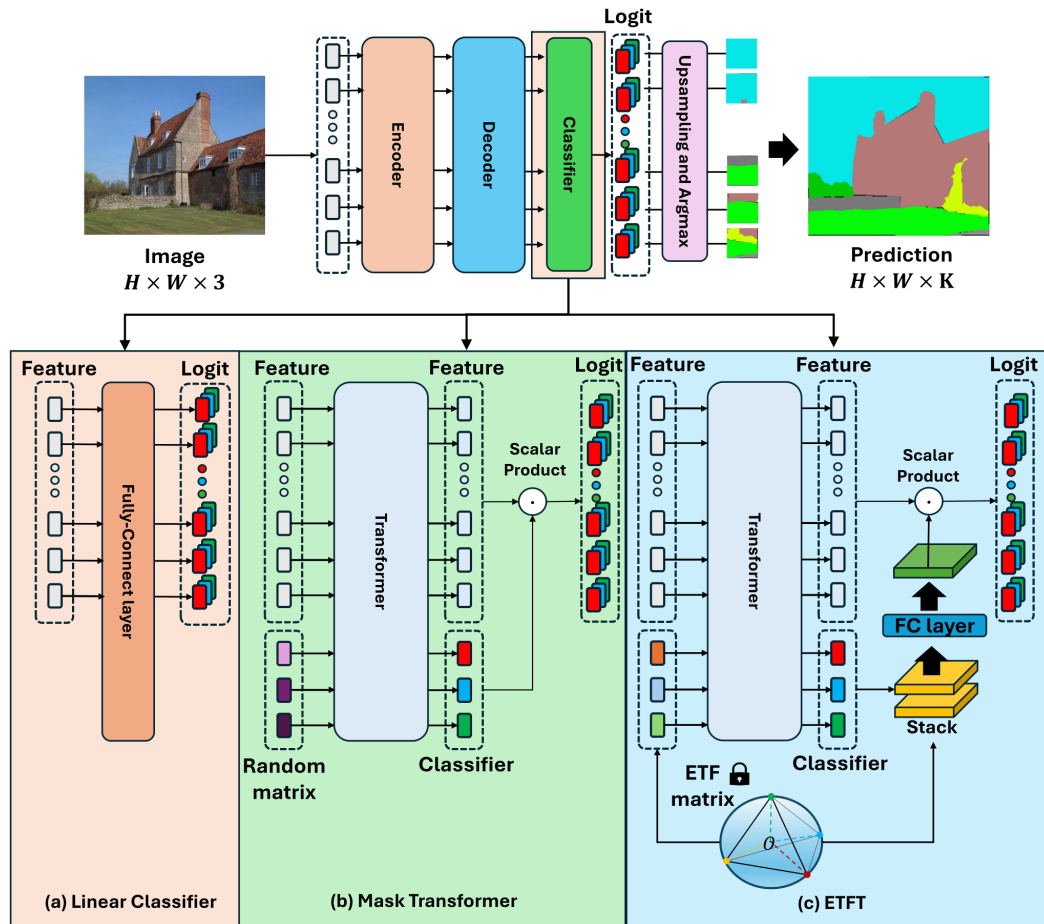 Logit
Encoder
Decoder
Classifier
Upsampling and Argmax
Image
H × W × 3
Prediction
H × W × K
Feature
Logit
Fully-Connect layer
(a) Linear Classifier
Feature
Feature
Logit
Transformer
Scalar
Product
Random
matrix
Classifier
(b) Mask Transformer
Feature
Feature
Logit
Transformer
Scalar
Product
FC layer
Stack
Classifier
ETF
matrix
O
(c) ETFT